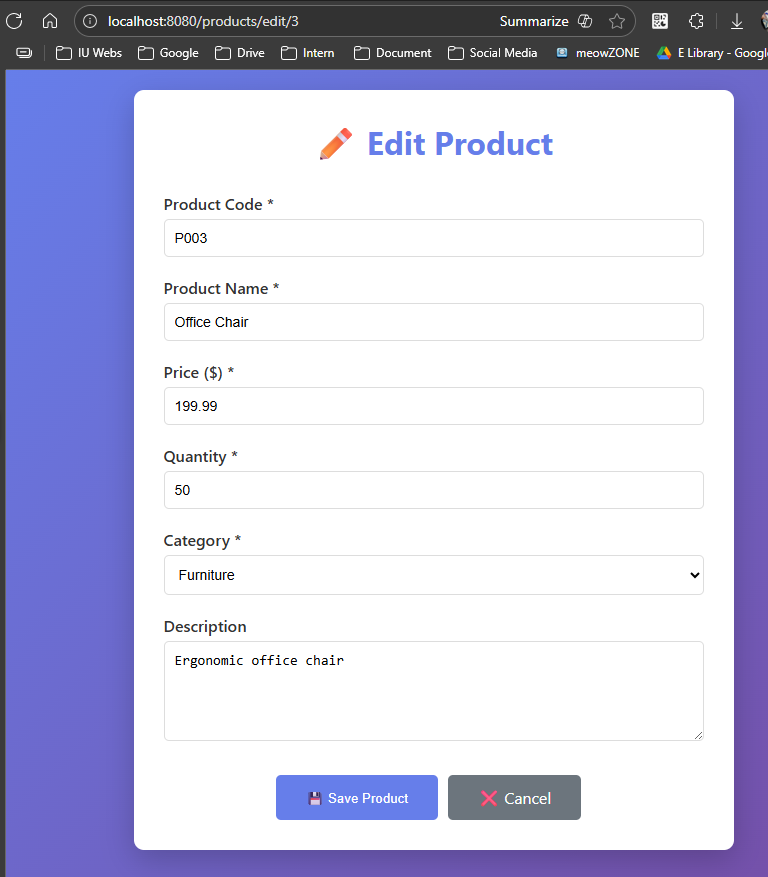 localhost:8080/products/edit/3 Summarize
IU Webs Google Drive Intern Document Social Media meowZONE E Library - Googl
Edit Product
Product Code *
P003
Product Name *
Office Chair
Price ($) *
199.99
Quantity *
50
Category *
Furniture
Description
Ergonomic office chair
Save Product Cancel